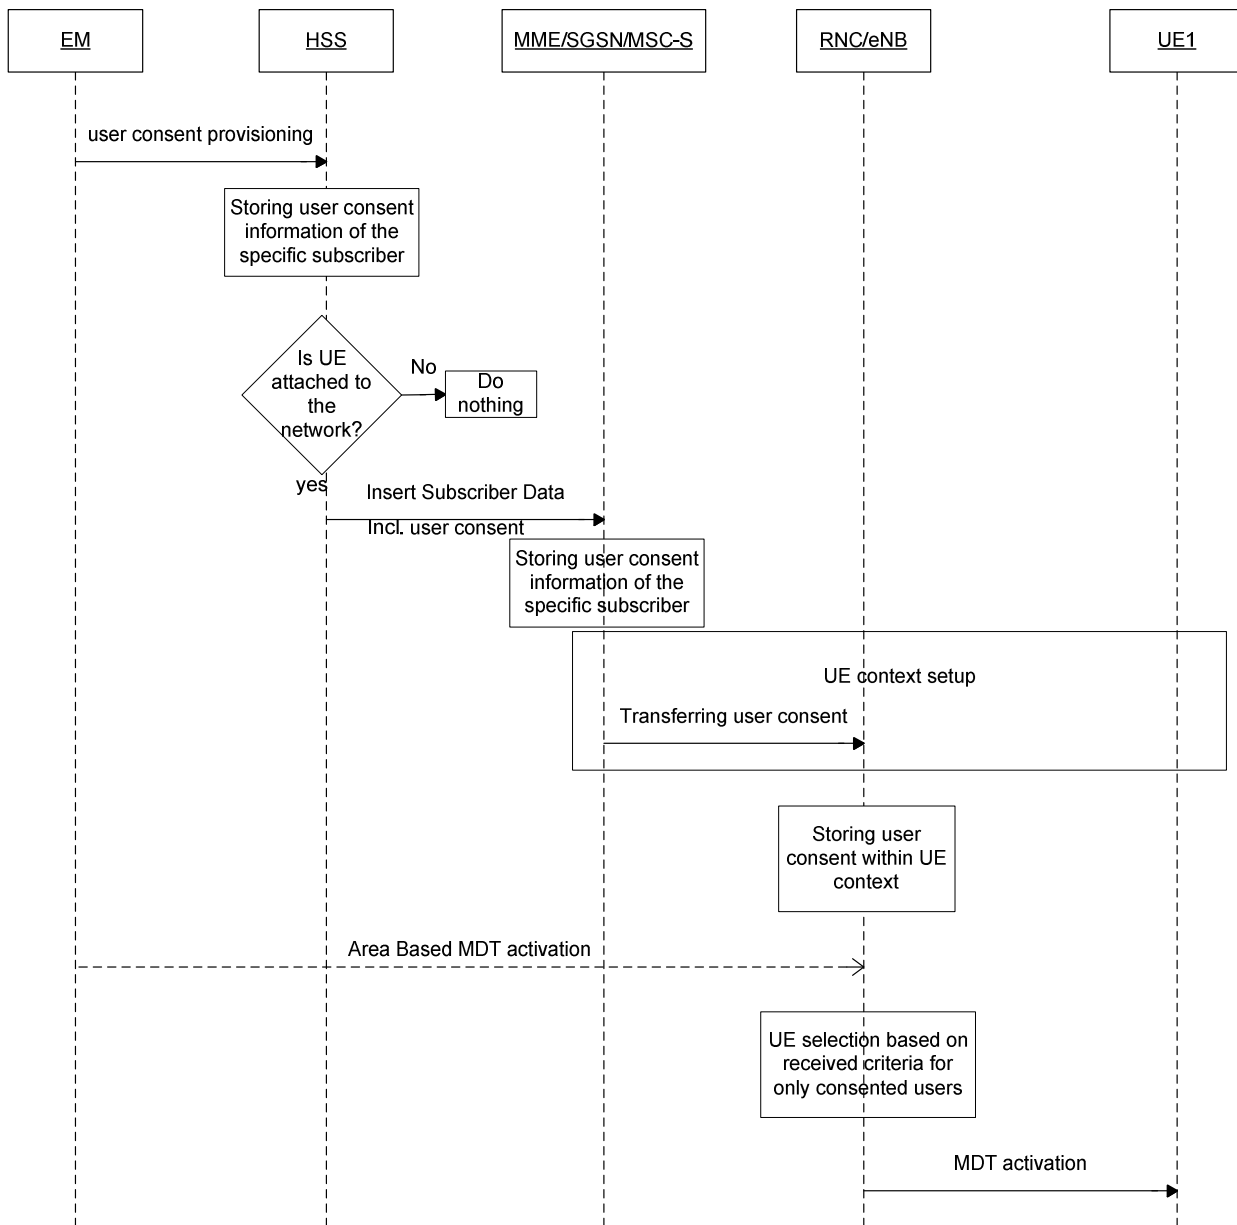 EM
HSS
MME/SGSN/MSC-S
RNC/eNB
UE1
user consent provisioning
Storing user consent
information of the
specific subscriber
Is UE
attached to
the
network?
No
Do
nothing
yes
Insert Subscriber Data
Incl. user consent
Storing user consent
information of the
specific subscriber
UE context setup
Transferring user consent
Storing user
consent within UE
context
Area Based MDT activation
UE selection based on
received criteria for
only consented users
MDT activation